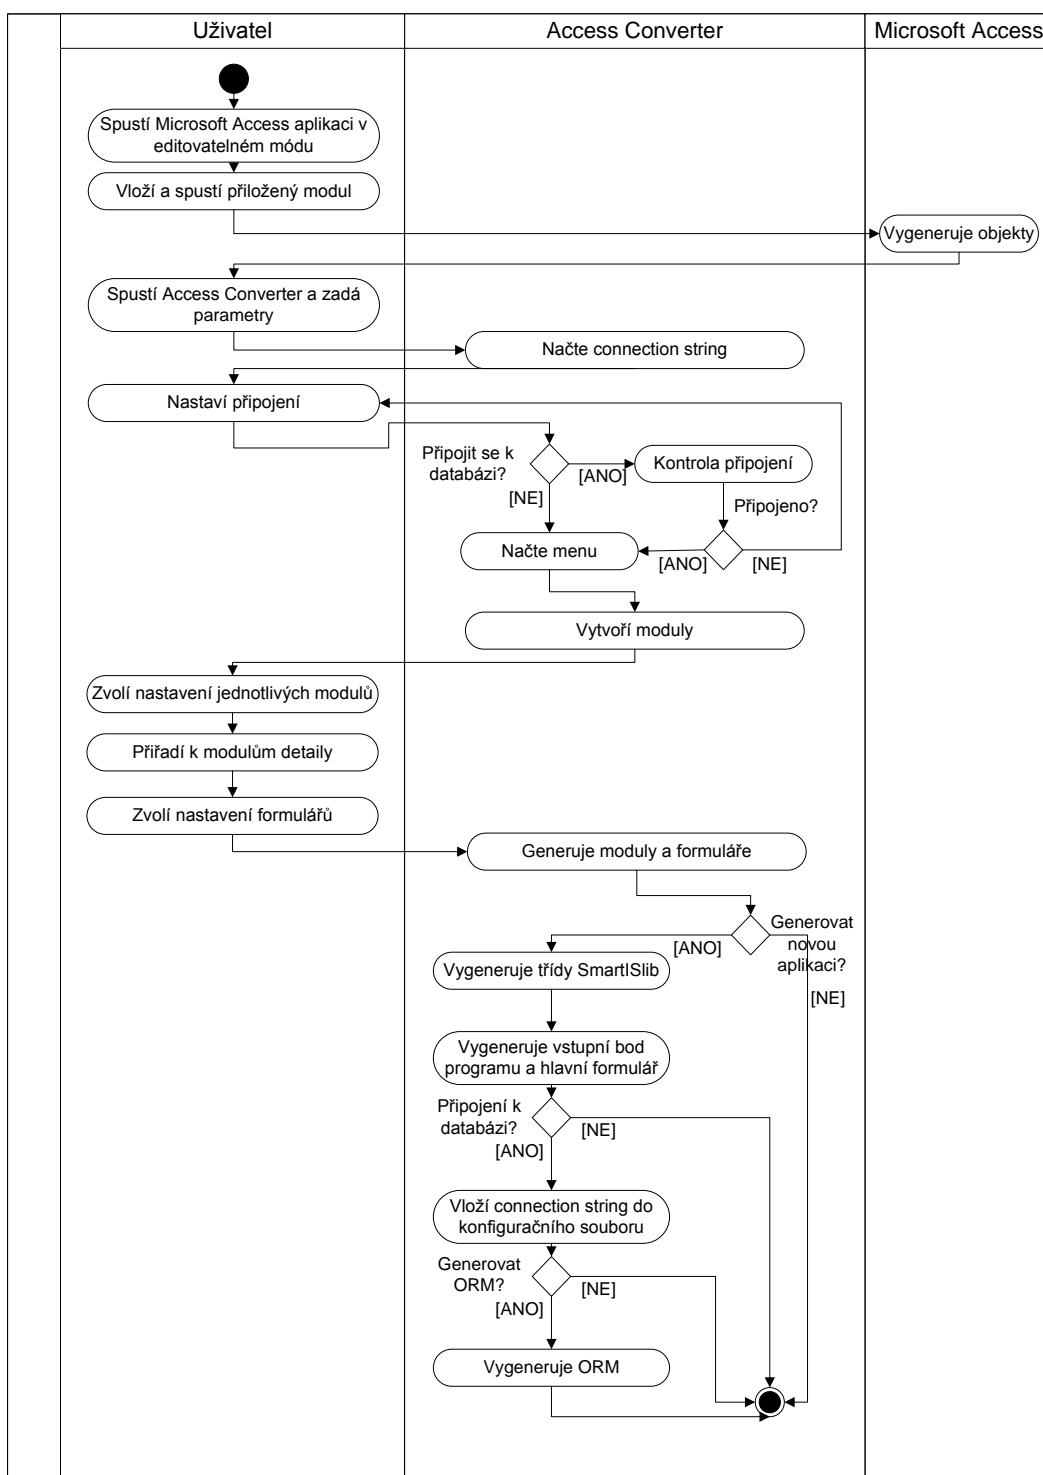 Uživatel
Access Converter
Microsoft Access
Spustí Microsoft Access aplikaci v
editovatelném módu
Vloží a spustí přiložený modul
Vygeneruje objekty
Spustí Access Converter a zadá
parametry
Načte connection string
Nastaví připojení
Připojit se k
databázi?
[ANO]
[NE]
Kontrola připojení
Připojeno?
Načte menu
[ANO]
[NE]
Vytvoří moduly
Zvolí nastavení jednotlivých modulů
Přiřadí k modulům detaily
Zvolí nastavení formulářů
Generuje moduly a formuláře
Generovat
novou
aplikaci?
[ANO]
[NE]
Vygeneruje třídy SmartISlib
Vygeneruje vstupní bod
programu a hlavní formulář
Připojení k
databázi?
[NE]
[ANO]
Vloží connection string do
konfiguračního souboru
Generovat
ORM?
[NE]
[ANO]
Vygeneruje ORM